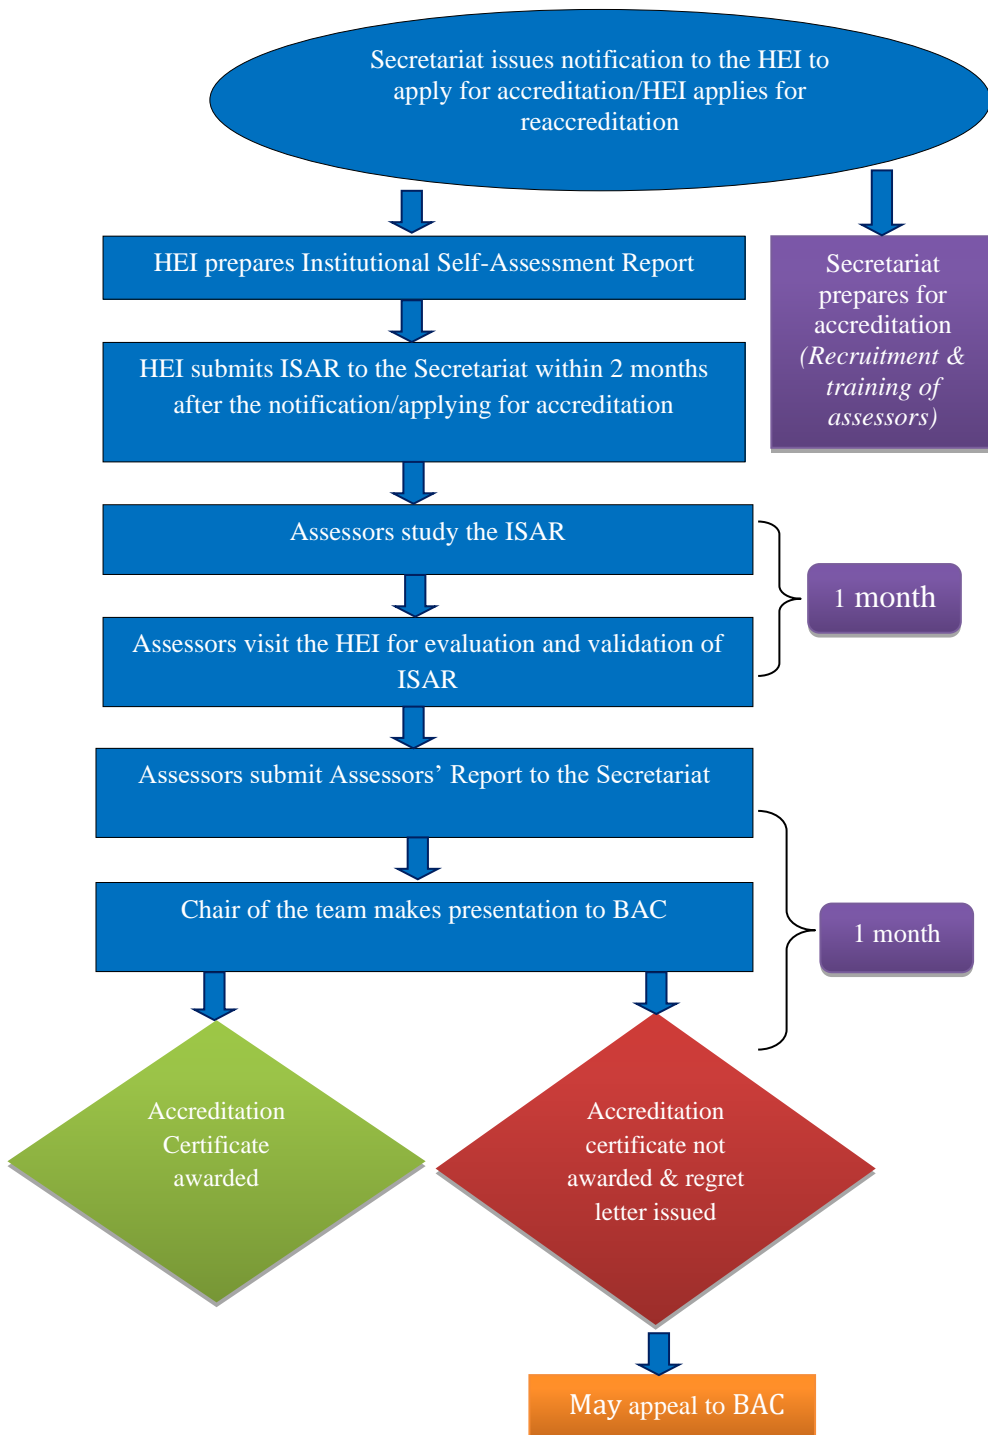 Secretariat issues notification to the HEI to
apply for accreditation/HEI applies for
reaccreditation
HEI prepares Institutional Self-Assessment Report
Secretariat
prepares for
accreditation
(Recruitment &
training of
assessors)
HEI submits ISAR to the Secretariat within 2 months
after the notification/applying for accreditation
Assessors study the ISAR
1 month
Assessors visit the HEI for evaluation and validation of
ISAR
Assessors submit Assessors’ Report to the Secretariat
Chair of the team makes presentation to BAC
1 month
Accreditation
Certificate
awarded
Accreditation
certificate not
awarded & regret
letter issued
May appeal to BAC